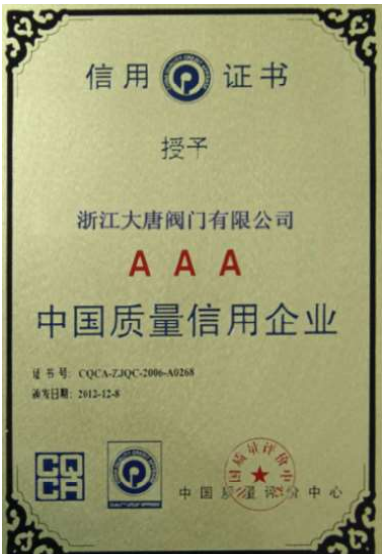 信用 证书
授予
浙江大唐阀门有限公司
AAA
中国质量信用企业
证书号: CQCA-ZJQC-2006-A0268
颁发日期: 2012-12-8
CQCA
中国质量评价中心